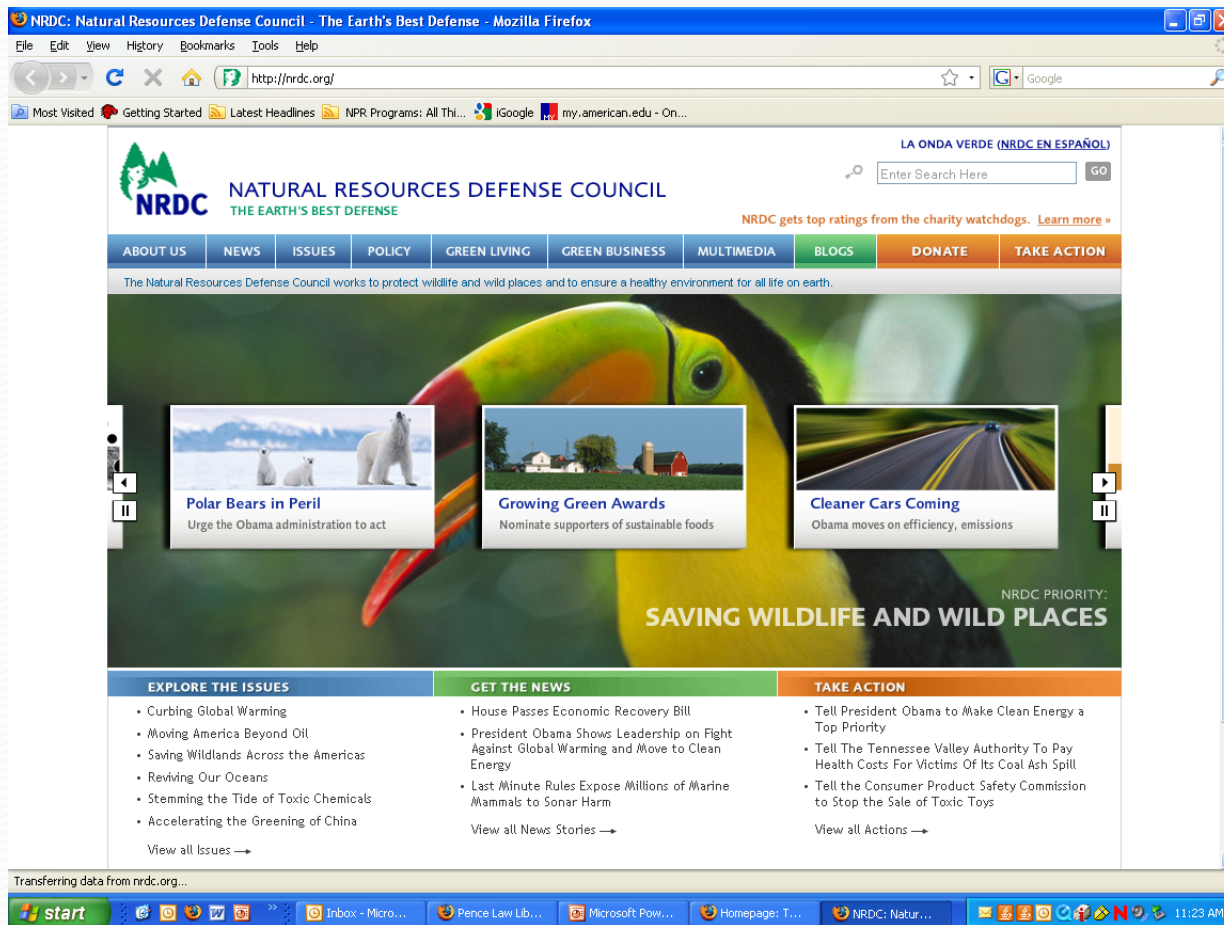 NRDC: Natural Resources Defense Council - The Earth's Best Defense - Mozilla Firefox
File Edit View History Bookmarks Tools Help
http://nrdc.org/
G Google
Most Visited Getting Started Latest Headlines NPR Programs: All Thi... iGoogle my.american.edu - On...
LA ONDA VERDE (NRDC EN ESPAÑOL)
Enter Search Here GO
NRDC
NATURAL RESOURCES DEFENSE COUNCIL
THE EARTH'S BEST DEFENSE
NRDC gets top ratings from the charity watchdogs. Learn more »
ABOUT US NEWS ISSUES POLICY GREEN LIVING GREEN BUSINESS MULTIMEDIA BLOGS DONATE TAKE ACTION
The Natural Resources Defense Council works to protect wildlife and wild places and to ensure a healthy environment for all life on earth.
Polar Bears in Peril
Urge the Obama administration to act
Growing Green Awards
Nominate supporters of sustainable foods
Cleaner Cars Coming
Obama moves on efficiency, emissions
NRDC PRIORITY:
SAVING WILDLIFE AND WILD PLACES
EXPLORE THE ISSUES
• Curbing Global Warming
• Moving America Beyond Oil
• Saving Wildlands Across the Americas
• Reviving Our Oceans
• Stemming the Tide of Toxic Chemicals
• Accelerating the Greening of China
View all Issues →
GET THE NEWS
• House Passes Economic Recovery Bill
• President Obama Shows Leadership on Fight
Against Global Warming and Move to Clean
Energy
• Last Minute Rules Expose Millions of Marine
Mammals to Sonar Harm
View all News Stories →
TAKE ACTION
• Tell President Obama to Make Clean Energy a
Top Priority
• Tell The Tennessee Valley Authority To Pay
Health Costs For Victims Of Its Coal Ash Spill
• Tell the Consumer Product Safety Commission
to Stop the Sale of Toxic Toys
View all Actions →
Transferring data from nrdc.org...
start » Inbox - Micro... Pence Law Lib... Microsoft Pow... Homepage: T... NRDC: Natur... N 11:23 AM